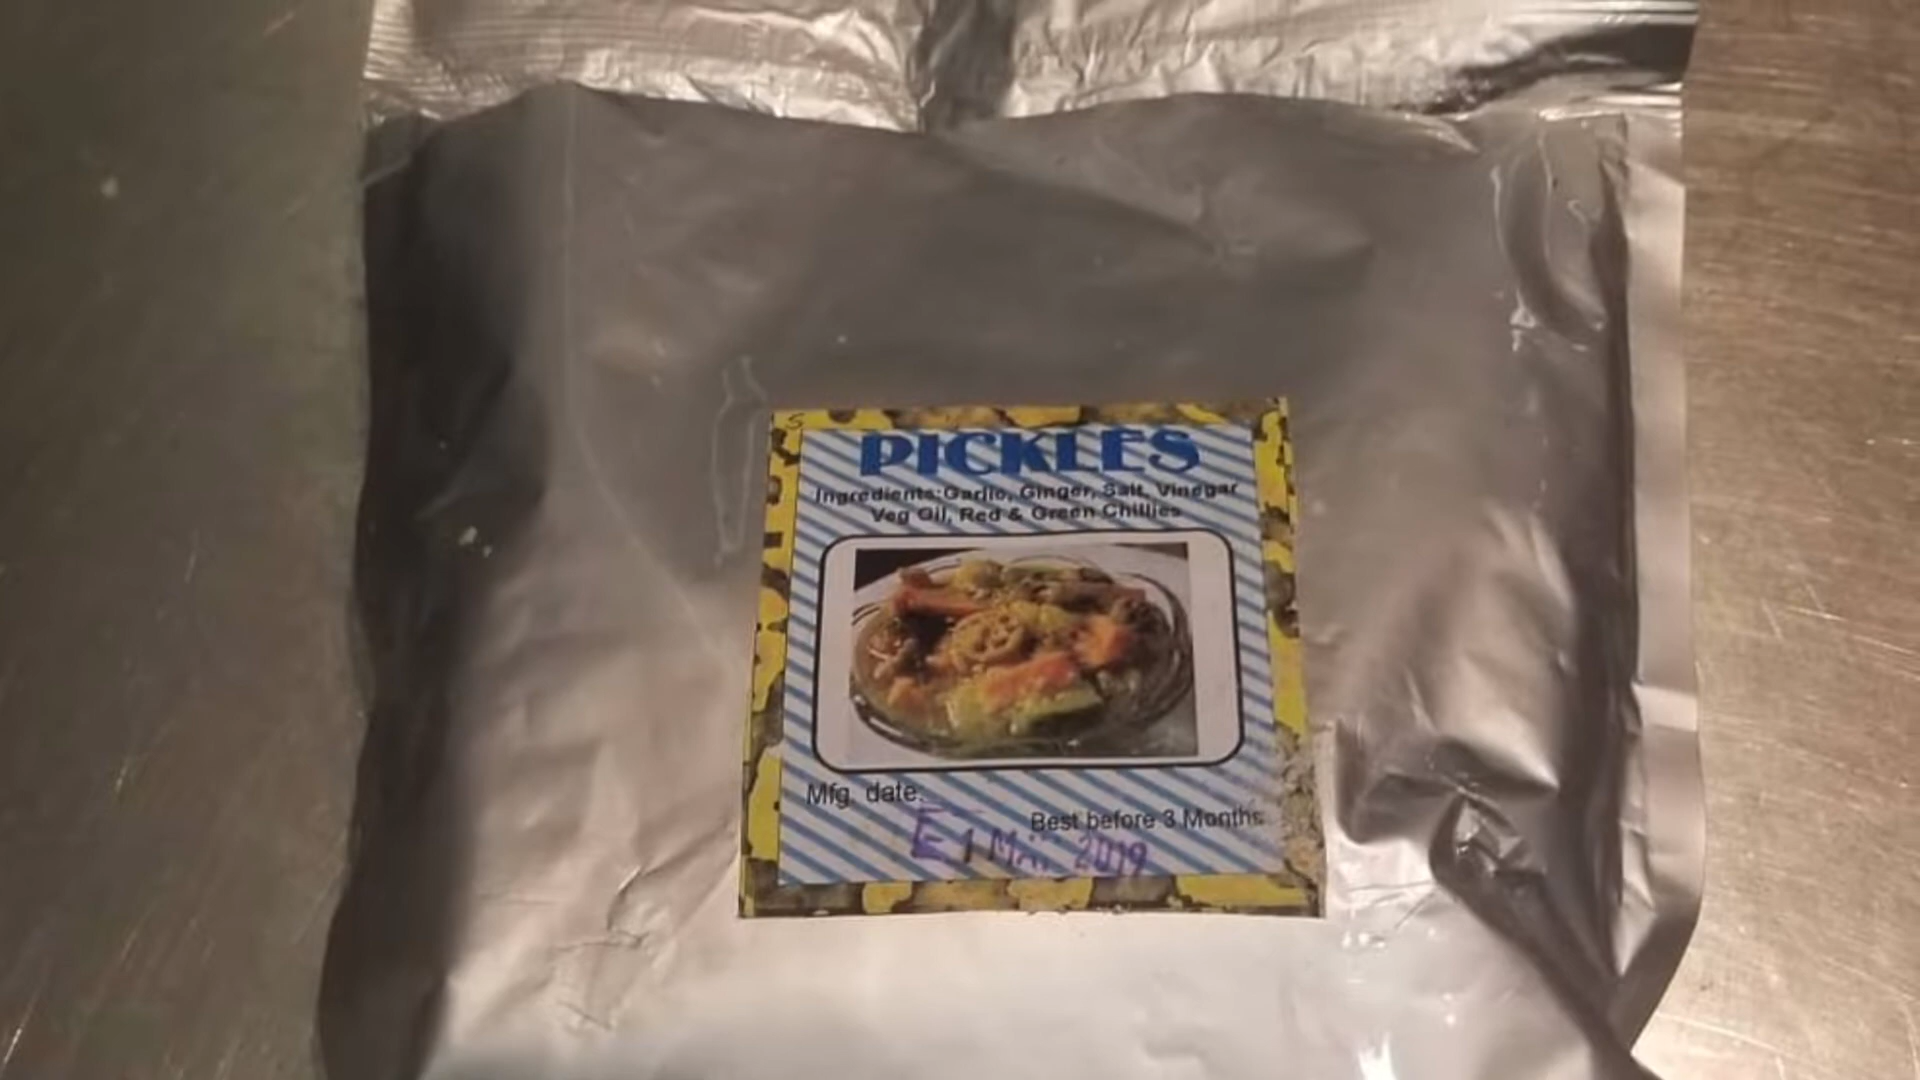 PICKLES
Ingredients: Garlic, Ginger, Salt, Vinegar
Veg Oil, Red & Green Chillies
Mfg. date.
Best before 3 Months
2019